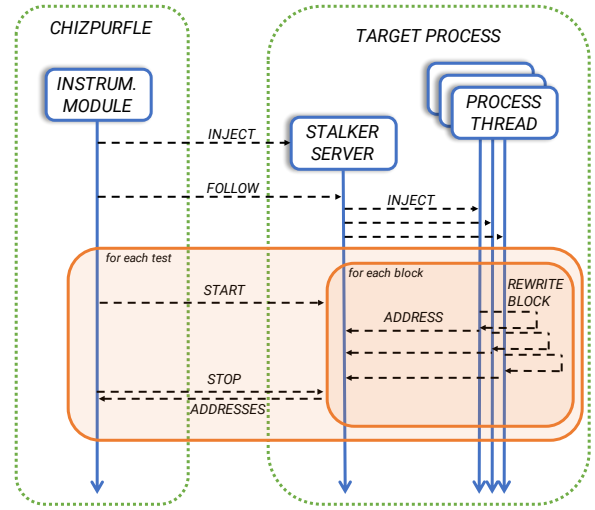 CHIZPURFLE
TARGET PROCESS
INSTRUM.
MODULE
STALKER
SERVER
PROCESS
THREAD
INJECT
FOLLOW
INJECT
for each test
for each block
START
REWRITE
BLOCK
ADDRESS
STOP
ADDRESSES